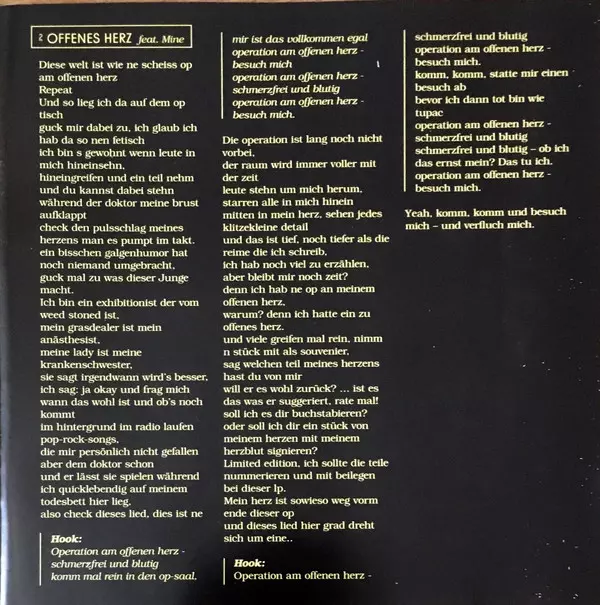 2 OFFENES HERZ feat. Mine
Diese welt ist wie ne scheiss op
am offenen herz
Repeat
Und so lieg ich da auf dem op
tisch
guck mir dabei zu, ich glaub ich
hab da so nen fetisch
ich bin s gewohnt wenn leute in
mich hineinsehn,
hineingreifen und ein teil nehm
und du kannst dabei stehn
während der doktor meine brust
aufklappt
check den pulsschlag meines
herzens man es pumpt im takt.
ein bisschen galgenhumor hat
noch niemand umgebracht,
guck mal zu was dieser Junge
macht.
Ich bin ein exhibitionist der vom
weed stoned ist,
mein grasdealer ist mein
anästhesist.
meine lady ist meine
krankenschwester,
sie sagt irgendwann wird's besser,
ich sag: ja okay und frag mich
wann das wohl ist und ob's noch
kommt
im hintergrund im radio laufen
pop-rock-songs,
die mir persönlich nicht gefallen
aber dem doktor schon
und er lässt sie spielen während
ich quicklebendig auf meinem
todesbett hier lieg,
also check dieses lied, dies ist ne
Hook:
Operation am offenen herz -
schmerzfrei und blutig
komm mal rein in den op-saal,
mir ist das vollkommen egal
operation am offenen herz -
besuch mich
operation am offenen herz -
schmerzfrei und blutig
operation am offenen herz -
besuch mich.
Die operation ist lang noch nicht
vorbei,
der raum wird immer voller mit
der zeit
leute stehn um mich herum,
starren alle in mich hinein
mitten in mein herz, sehen jedes
klitzekleine detail
und das ist tief, noch tiefer als die
reime die ich schreib,
ich hab noch viel zu erzählen,
aber bleibt mir noch zeit?
denn ich hab ne op an meinem
offenen herz,
warum? denn ich hatte ein zu
offenes herz.
und viele greifen mal rein, nimm
n stück mit als souvenier,
sag welchen teil meines herzens
hast du von mir
will er es wohl zurück? ... ist es
das was er suggeriert, rate mal!
soll ich es dir buchstabieren?
oder soll ich dir ein stück von
meinem herzen mit meinem
herzblut signieren?
Limited edition, ich sollte die teile
nummerieren und mit beilegen
bei dieser lp.
Mein herz ist sowieso weg vorm
ende dieser op
und dieses lied hier grad dreht
sich um eine..
Hook:
Operation am offenen herz -
schmerzfrei und blutig
operation am offenen herz -
besuch mich.
komm, komm, statte mir einen
besuch ab
bevor ich dann tot bin wie
tupac
operation am offenen herz -
schmerzfrei und blutig
schmerzfrei und blutig – ob ich
das ernst mein? Das tu ich.
operation am offenen herz -
besuch mich.
Yeah, komm, komm und besuch
mich – und verfluch mich.